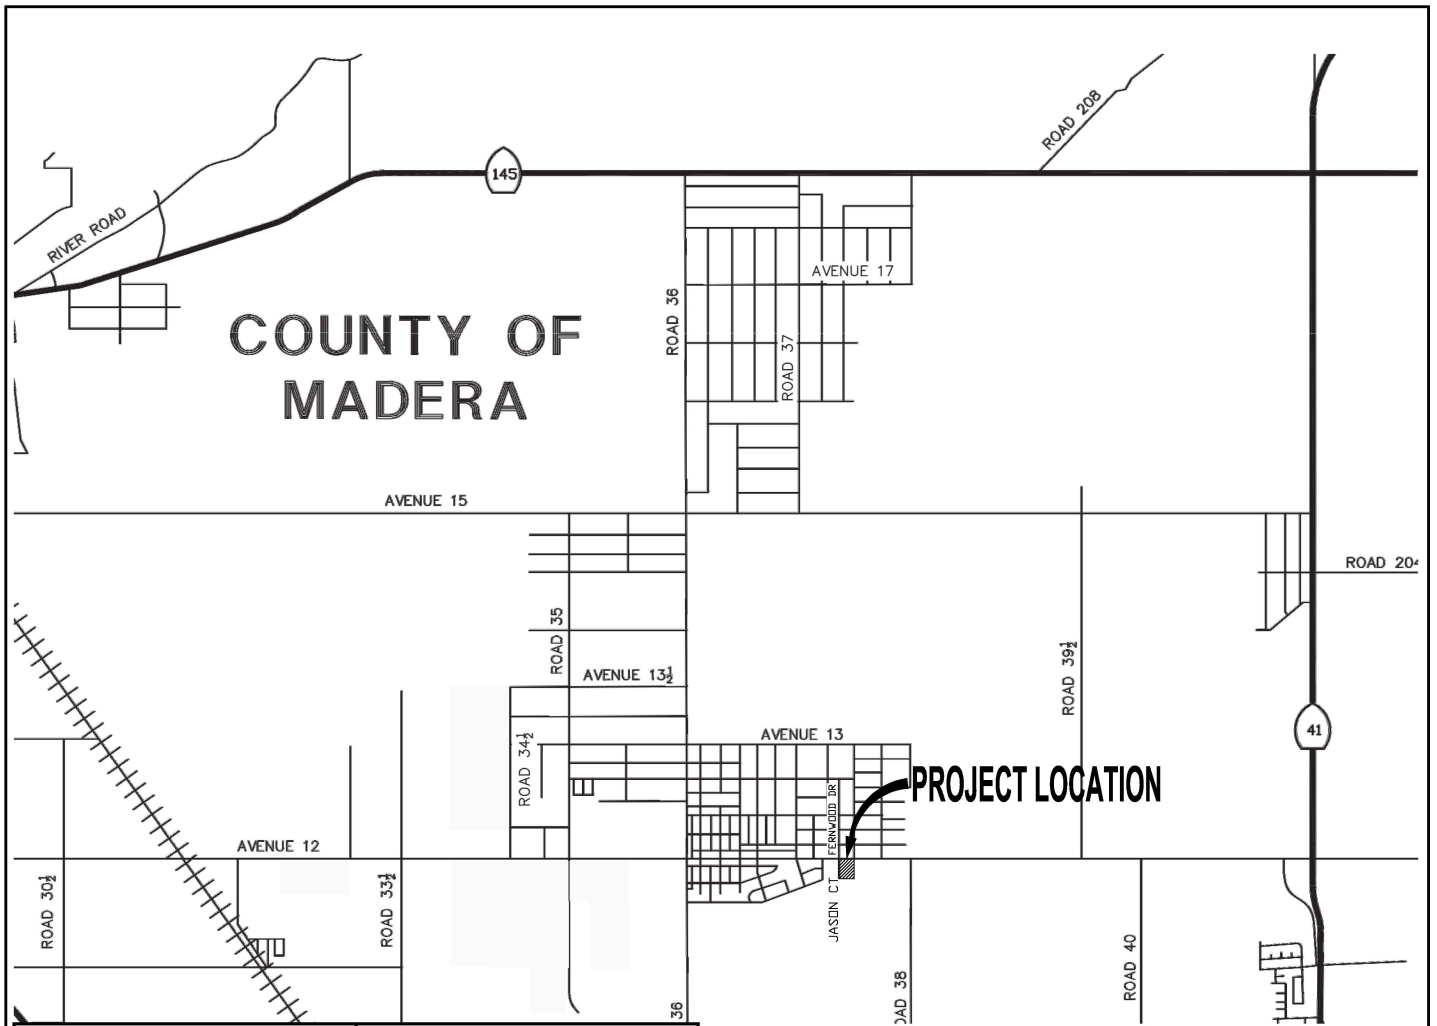 ROAD 208
145
RIVER ROAD
AVENUE 17
ROAD 36
COUNTY OF
MADERA
ROAD 37
AVENUE 15
ROAD 204
ROAD 35
ROAD 39½
AVENUE 13½
41
AVENUE 13
ROAD 34½
PROJECT LOCATION
FERNWOOD DR
AVENUE 12
ROAD 30½
ROAD 33½
JASON CT
ROAD 40
36
OAD 38